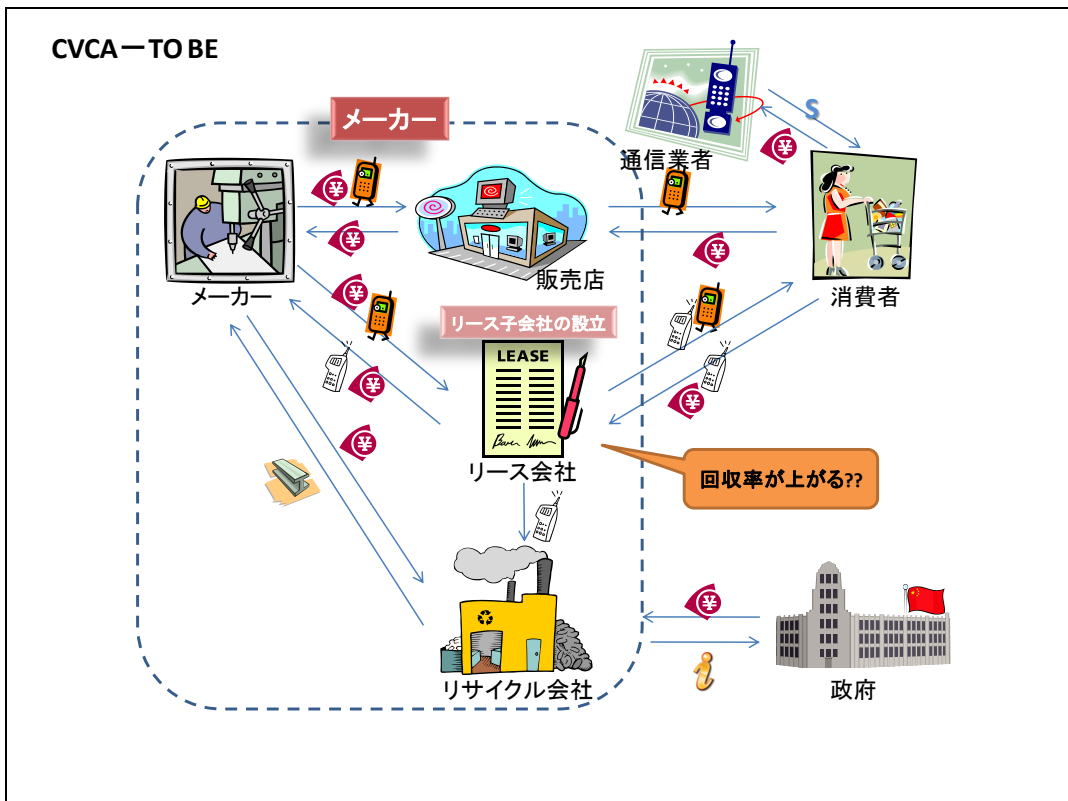 CVCAーTO BE
メーカー
通信業者
S
メーカー
販売店
消費者
リース子会社の設立
LEASE
リース会社
回収率が上がる??
リサイクル会社
i
政府
¥
¥
¥
¥
¥
¥
¥
¥
¥